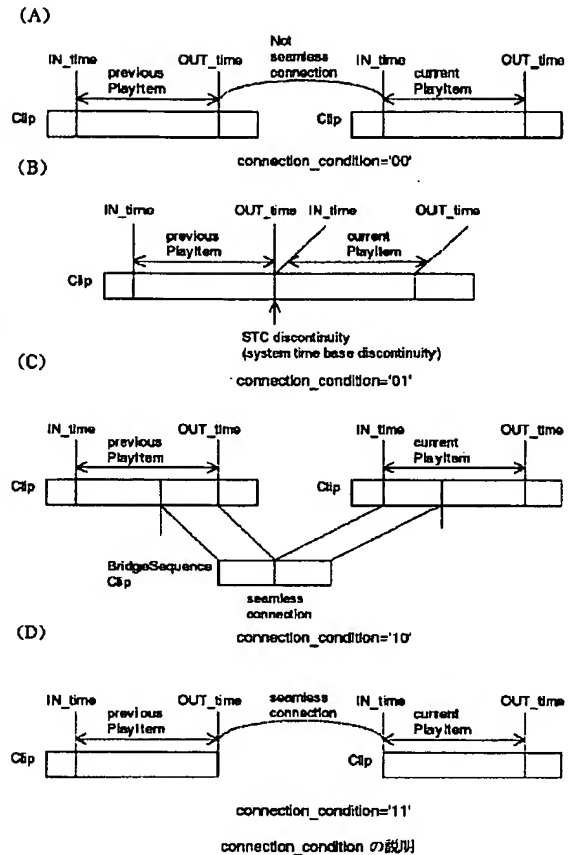 (A)
Not
seamless
connection
IN_time
OUT_time
IN_time
OUT_time
previous
PlayItem
current
PlayItem
Clip
Clip
connection_condition='00'
(B)
IN_time
OUT_time
IN_time
OUT_time
previous
PlayItem
current
PlayItem
Clip
STC discontinuity
(system time base discontinuity)
connection_condition='01'
(C)
IN_time
OUT_time
IN_time
OUT_time
previous
PlayItem
current
PlayItem
Clip
Clip
BridgeSequence
Clip
seamless
connection
connection_condition='10'
(D)
IN_time
OUT_time
seamless
connection
IN_time
OUT_time
previous
PlayItem
current
PlayItem
Clip
Clip
connection_condition='11'
connection_condition の説明